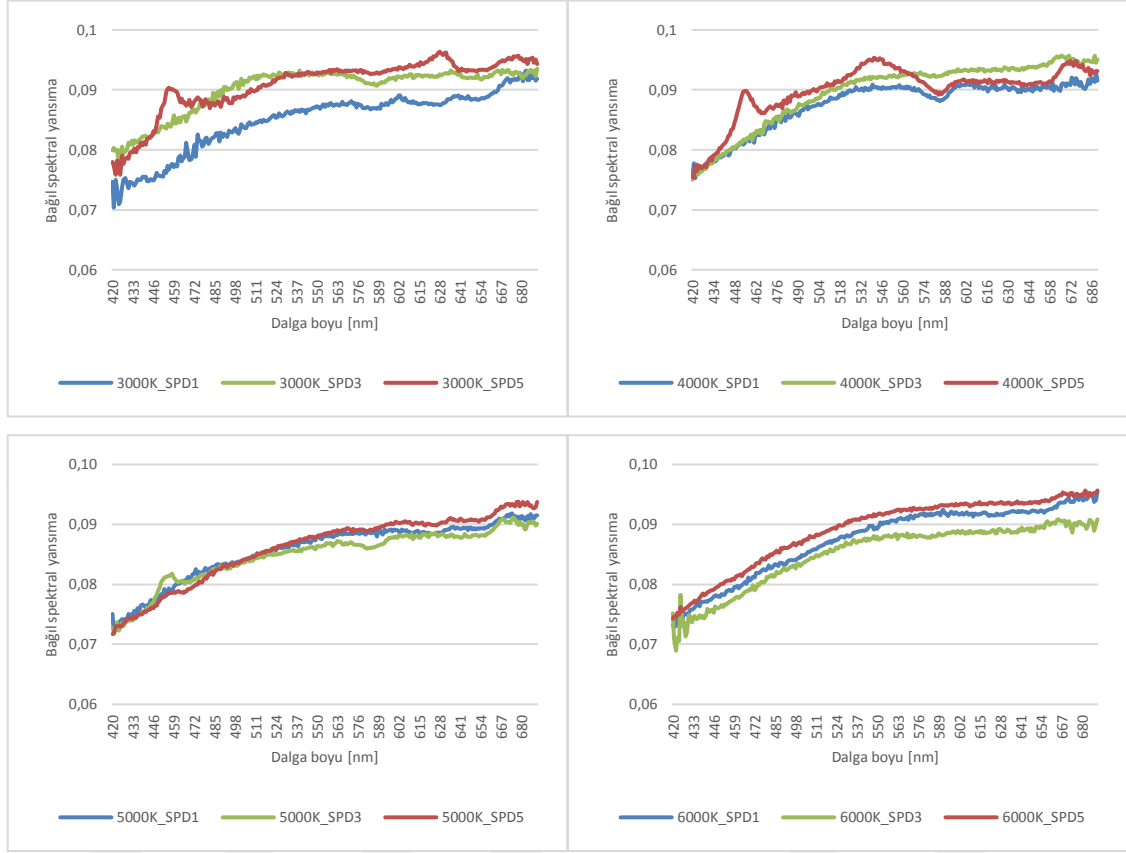 0,1
0,09
0,08
0,07
0,06
Bağıl spektral yansıma
420 433 446 459 472 485 498 511 524 537 550 563 576 589 602 615 628 641 654 667 680
Dalga boyu [nm]
3000K_SPD1 3000K_SPD3 3000K_SPD5
0,1
0,09
0,08
0,07
0,06
Bağıl spektral yansıma
420 434 448 462 476 490 504 518 532 546 560 574 588 602 616 630 644 658 672 686
Dalga boyu [nm]
4000K_SPD1 4000K_SPD3 4000K_SPD5
0,10
0,09
0,08
0,07
0,06
Bağıl spektral yansıma
420 433 446 459 472 485 498 511 524 537 550 563 576 589 602 615 628 641 654 667 680
Dalga boyu [nm]
5000K_SPD1 5000K_SPD3 5000K_SPD5
0,10
0,09
0,08
0,07
0,06
Bağıl spektral yansıma
420 433 446 459 472 485 498 511 524 537 550 563 576 589 602 615 628 641 654 667 680
Dalga boyu [nm]
6000K_SPD1 6000K_SPD3 6000K_SPD5